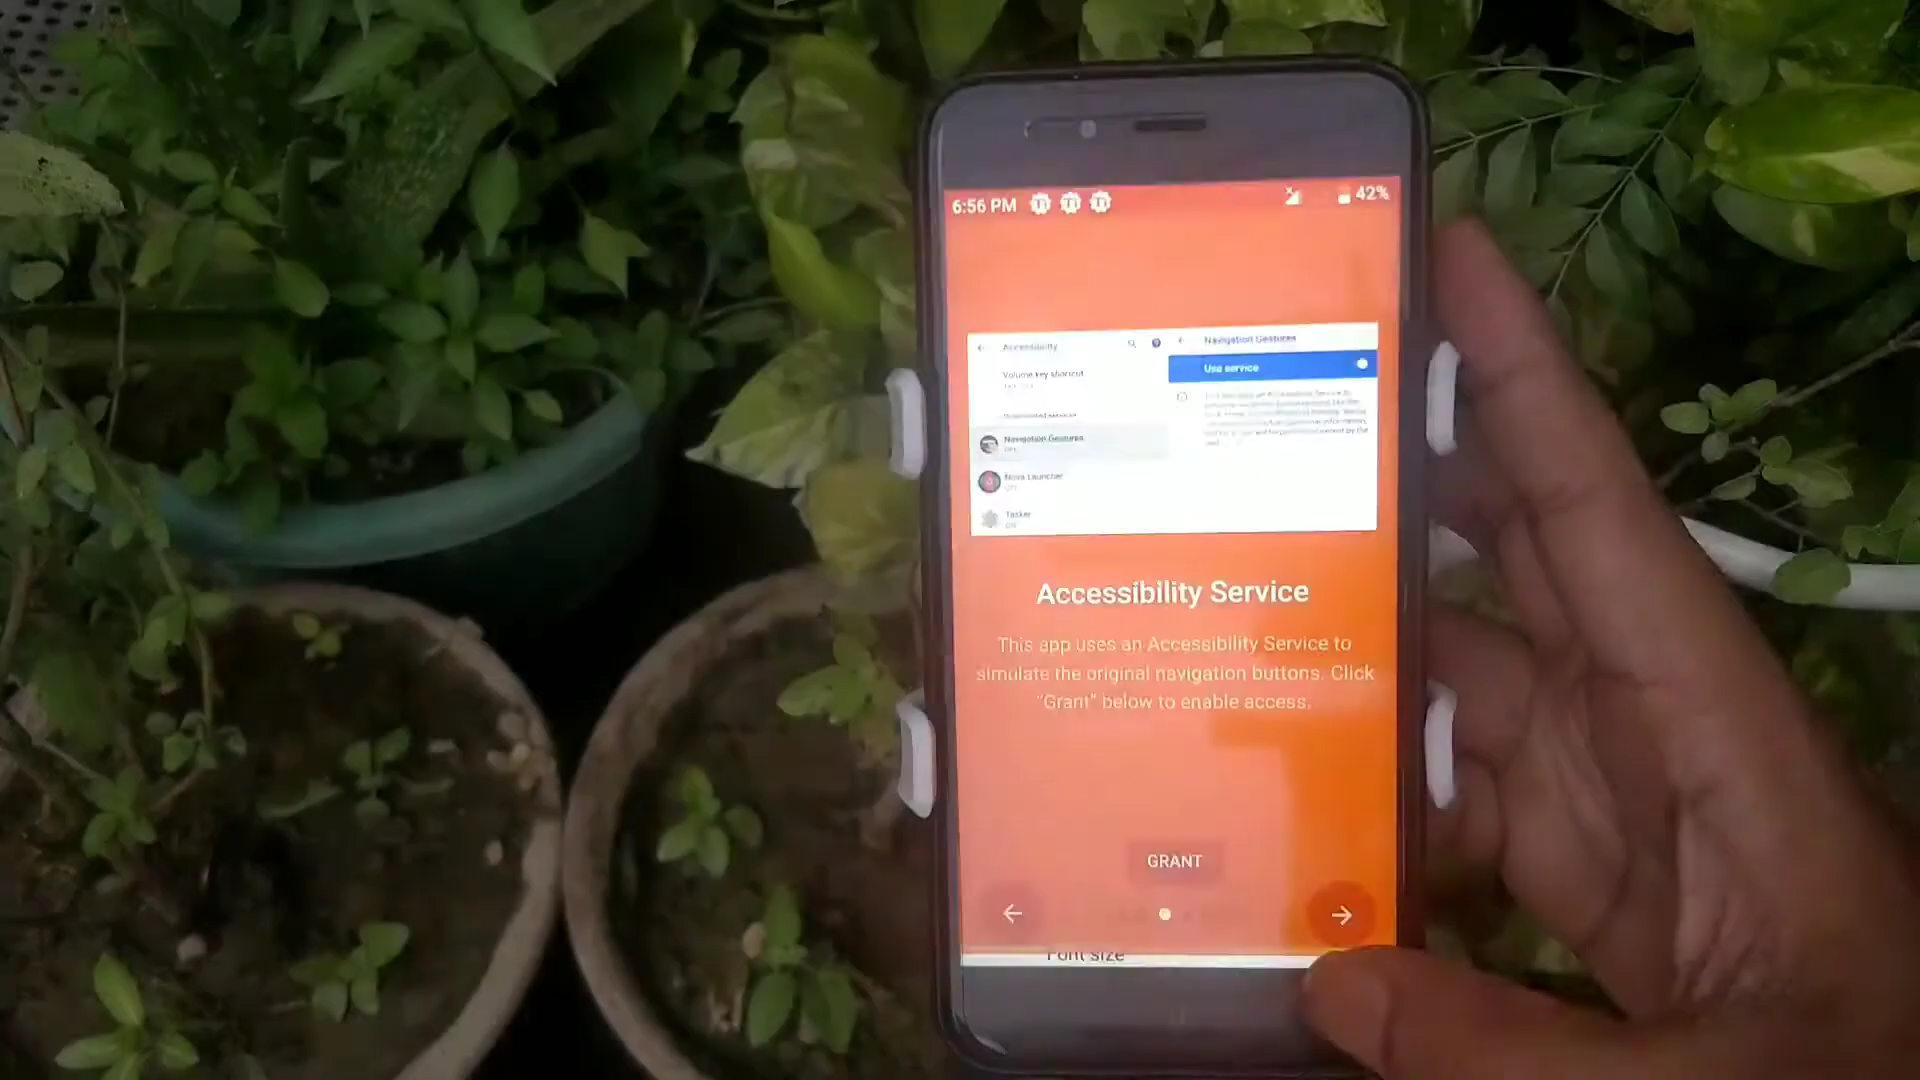 6:56 PM
42%
Accessibility
Navigation Gestures
Volume key shortcut
Use service
Navigation Gestures
Nova Launcher
Tasker
Accessibility Service
This app uses an Accessibility Service to
simulate the original navigation buttons. Click
"Grant" below to enable access.
GRANT
Font size